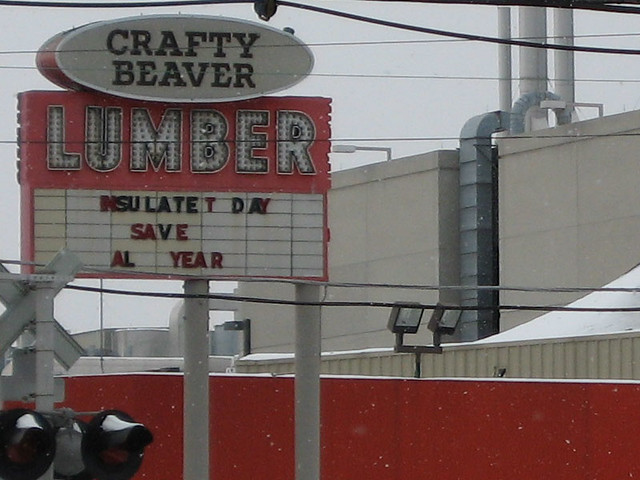 CRAFTY
BEAVER
LUMBER
INSULATE T DAY
SAVE
AL YEAR